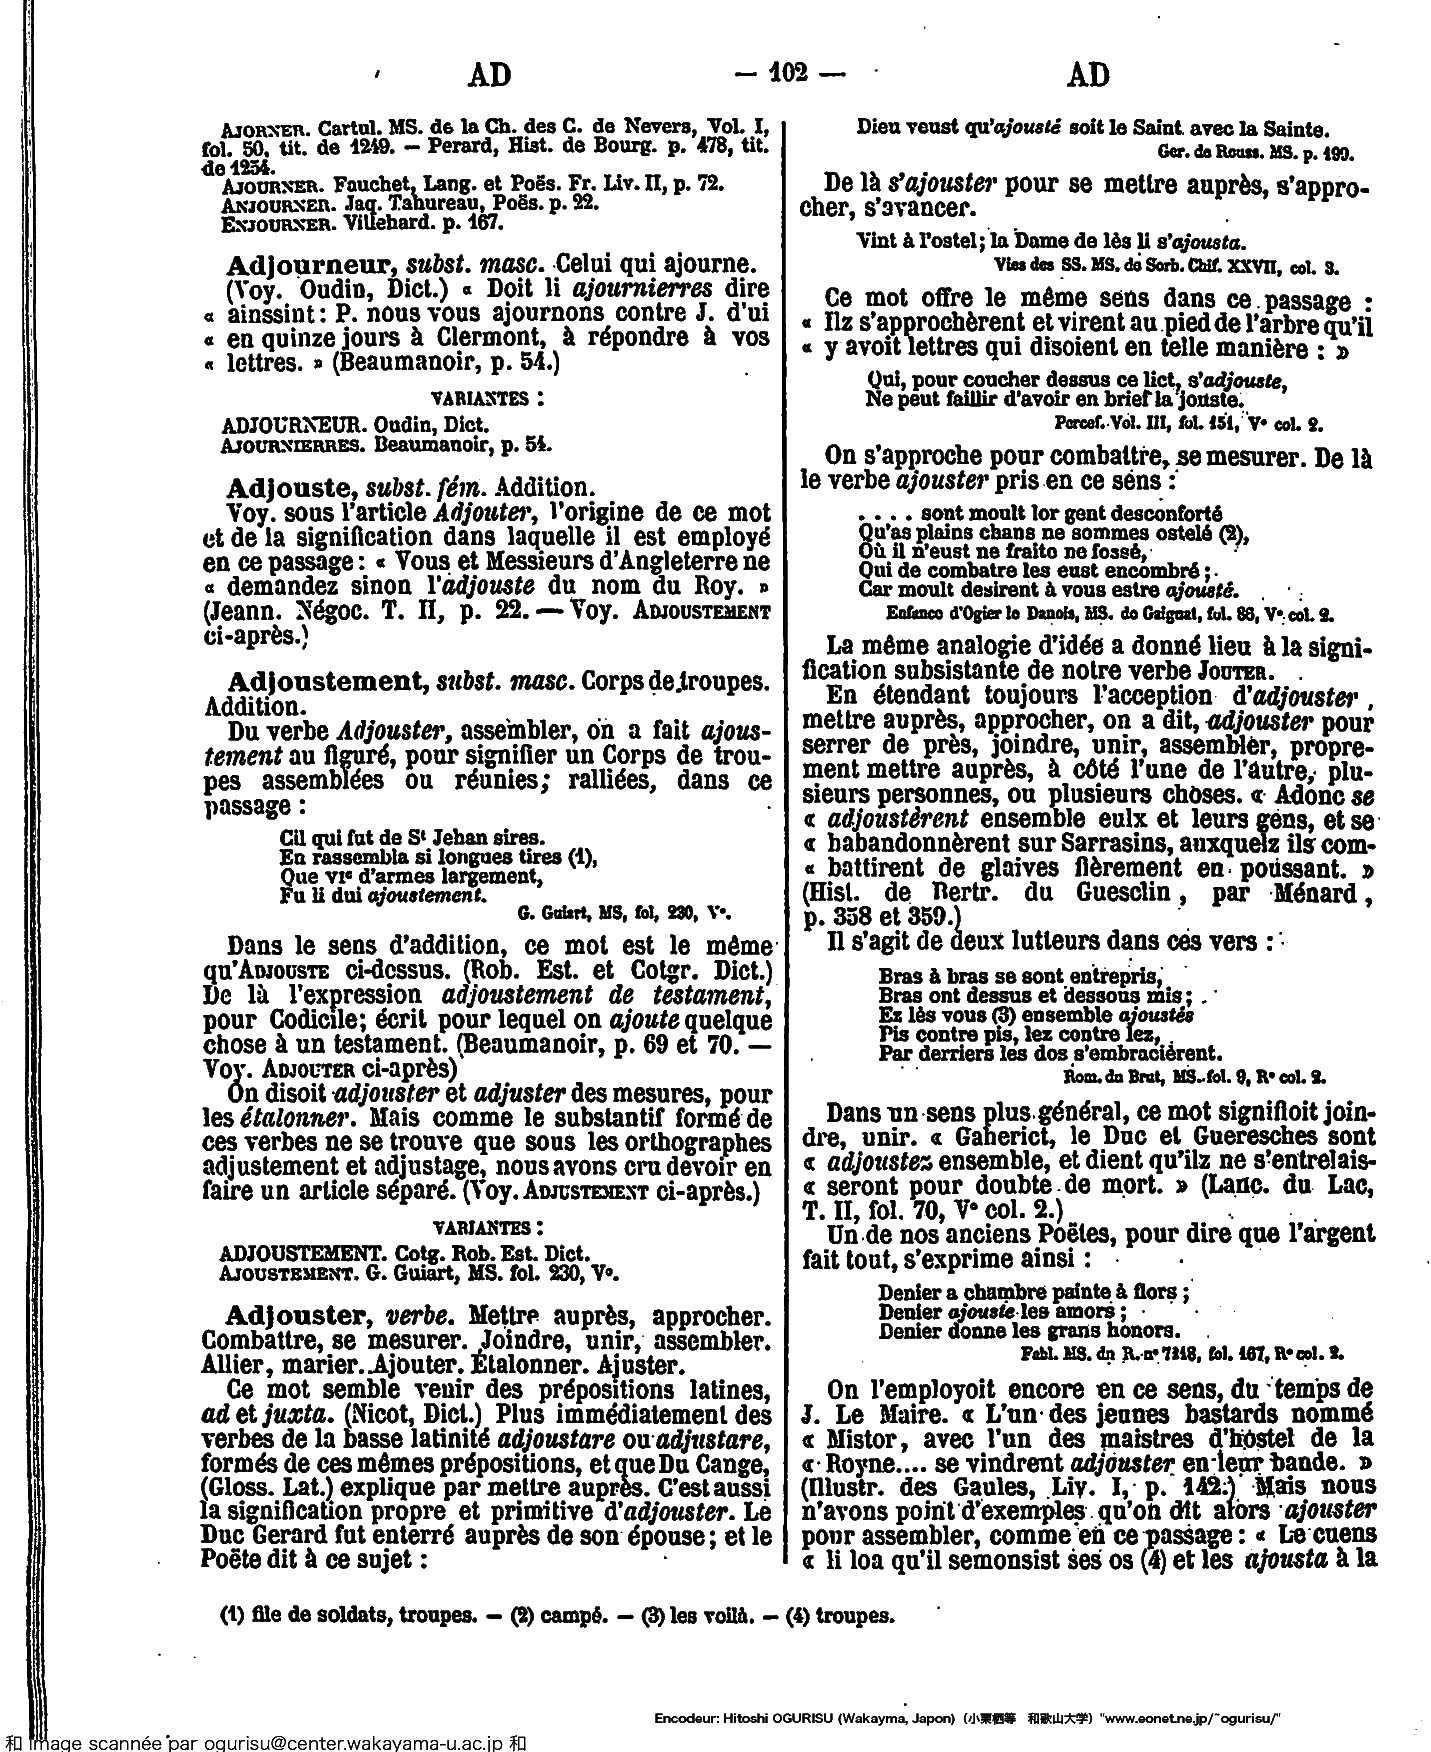 AD — 102 — AD
AJORNER. Cartul. MS. de la Ch. des C. de Nevers, Vol. I,
fol. 50, tit. de 1249. — Perard, Hist. de Bourg. p. 478, tit.
de 1254.
AJOURNER. Fauchet, Lang. et Poës. Fr. Liv. II, p. 72.
ANJOURNER. Jaq. Tahureau, Poës. p. 22.
ENJOURNER. Villehard. p. 167.
Adjourneur, subst. masc. Celui qui ajourne.
(Voy. Oudin, Dict.) « Doit li ajournierres dire
« ainssint : P. nous vous ajournons contre J. d'ui
« en quinze jours à Clermont, à répondre à vos
« lettres. » (Beaumanoir, p. 54.)
VARIANTES :
ADJOURNEUR. Oudin, Dict.
AJOURNIERRES. Beaumanoir, p. 54.
Adjouste, subst. fém. Addition.
Voy. sous l'article Adjouter, l'origine de ce mot
et de la signification dans laquelle il est employé
en ce passage : « Vous et Messieurs d'Angleterre ne
« demandez sinon l'adjouste du nom du Roy. »
(Jeann. Négoc. T. II, p. 22. — Voy. ADJOUSTEMENT
ci-après.)
Adjoustement, subst. masc. Corps de troupes.
Addition.
Du verbe Adjouster, assembler, on a fait ajous-
tement au figuré, pour signifier un Corps de trou-
pes assemblées ou réunies; ralliées, dans ce
passage :
Cil qui fut de St Jehan sires.
En rassembla si longues tires (1),
Que VIe d'armes largement,
Fu li dui ajoustement.
G. Guiart, MS, fol, 230, Vo.
Dans le sens d'addition, ce mot est le même
qu'ADJOUSTE ci-dessus. (Rob. Est. et Cotgr. Dict.)
De là l'expression adjoustement de testament,
pour Codicile; écrit pour lequel on ajoute quelque
chose à un testament. (Beaumanoir, p. 69 et 70. —
Voy. ADJOUTER ci-après)
On disoit adjouster et adjuster des mesures, pour
les étalonner. Mais comme le substantif formé de
ces verbes ne se trouve que sous les orthographes
adjustement et adjustage, nous avons cru devoir en
faire un article séparé. (Voy. ADJUSTEMENT ci-après.)
VARIANTES :
ADJOUSTEMENT. Cotg. Rob. Est. Dict.
AJOUSTEMENT. G. Guiart, MS. fol. 230, Vo.
Adjouster, verbe. Mettre auprès, approcher.
Combattre, se mesurer. Joindre, unir, assembler.
Allier, marier. Ajouter. Étalonner. Ajuster.
Ce mot semble venir des prépositions latines,
ad et juxta. (Nicot, Dict.) Plus immédiatement des
verbes de la basse latinité adjoustare ou adjustare,
formés de ces mêmes prépositions, et que Du Cange,
(Gloss. Lat.) explique par mettre auprès. C'est aussi
la signification propre et primitive d'adjouster. Le
Duc Gerard fut enterré auprès de son épouse; et le
Poëte dit à ce sujet :
Dieu veust qu'ajousté soit le Saint avec la Sainte.
Ger. de Rouss. MS. p. 190.
De là s'ajouster pour se mettre auprès, s'appro-
cher, s'avancer.
Vint à l'ostel; la Dame de lès li s'ajousta.
Vies des SS. MS. de Sorb. Chif. XXVII, col. 3.
Ce mot offre le même sens dans ce passage :
« Ilz s'approchèrent et virent au pied de l'arbre qu'il
« y avoit lettres qui disoient en telle manière : »
Qui, pour coucher dessus ce lict, s'adjouste,
Ne peut faillir d'avoir en brief la jouste.
Percef. Vol. III, fol. 151, Vo col. 2.
On s'approche pour combattre, se mesurer. De là
le verbe ajouster pris en ce sens :
. . . . sont moult lor gent desconforté
Qu'as plains chans ne sommes ostelé (2),
Où il n'eust ne fraite ne fossé,
Qui de combatre les eust encombré;
Car moult desirent à vous estre ajousté.
Enfance d'Ogier le Danois, MS. de Gaignat, fol. 86, Vo col. 2.
La même analogie d'idée a donné lieu à la signi-
fication subsistante de notre verbe JOUTER.
En étendant toujours l'acception d'adjouster,
mettre auprès, approcher, on a dit, adjouster pour
serrer de près, joindre, unir, assembler, propre-
ment mettre auprès, à côté l'une de l'autre, plu-
sieurs personnes, ou plusieurs choses. « Adonc se
« adjoustèrent ensemble eulx et leurs gens, et se
« habandonnèrent sur Sarrasins, auxquelz ils com-
« battirent de glaives fièrement en poussant. »
(Hist. de Bertr. du Guesclin, par Ménard,
p. 358 et 359.)
Il s'agit de deux lutteurs dans ces vers :
Bras à bras se sont entrepris,
Bras ont dessus et dessous mis;
Ez lès vous (3) ensemble ajoustés
Pis contre pis, lez contre lez,
Par derriers les dos s'embracièrent.
Rom. du Brut, MS. fol. 9, Ro col. 2.
Dans un sens plus général, ce mot signifioit join-
dre, unir. « Gaherict, le Duc et Gueresches sont
« adjoustez ensemble, et dient qu'ilz ne s'entrelais-
« seront pour doubte de mort. » (Lanc. du Lac,
T. II, fol. 70, Vo col. 2.)
Un de nos anciens Poëtes, pour dire que l'argent
fait tout, s'exprime ainsi :
Denier a chambre painte à flors;
Denier ajouste les amors;
Denier donne les grans honors.
Fabl. MS. du R. no 7218, fol. 167, Ro col. 2.
On l'employoit encore en ce sens, du temps de
J. Le Maire. « L'un des jeunes bastards nommé
« Mistor, avec l'un des maistres d'hostel de la
« Royne.... se vindrent adjouster en leur bande. »
(Illustr. des Gaules, Liv. I, p. 142.) Mais nous
n'avons point d'exemples qu'on dît alors ajouster
pour assembler, comme en ce passage : « Le cuens
« li loa qu'il semonsist ses os (4) et les ajousta à la
(1) file de soldats, troupes. — (2) campé. — (3) les voilà. — (4) troupes.
Encodeur: Hitoshi OGURISU (Wakayma, Japon) (小栗栖等 和歌山大学) "www.eonet.ne.jp/~ogurisu/"
和 Image scannée par ogurisu@center.wakayama-u.ac.jp 和